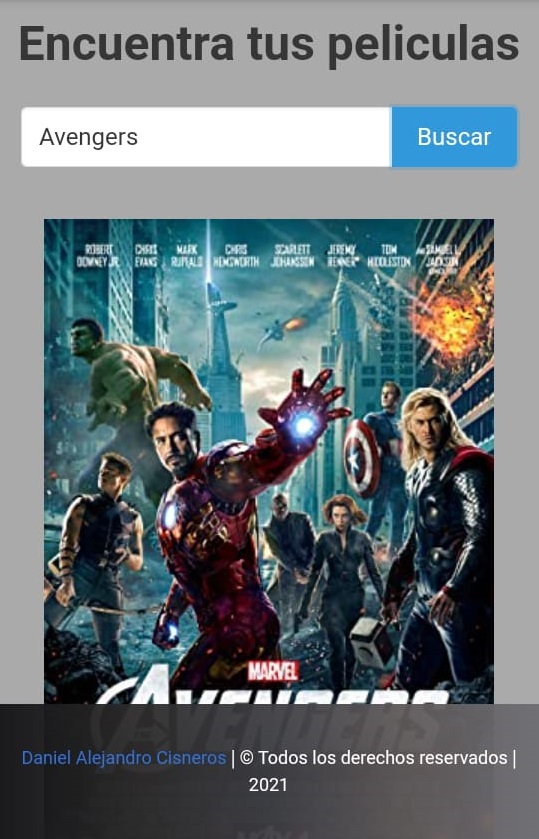 Encuentra tus peliculas
Avengers
Buscar
ROBERT DOWNEY JR. CHRIS EVANS MARK RUFFALO CHRIS HEMSWORTH SCARLETT JOHANSSON JEREMY RENNER TOM HIDDLESTON AND SAMUEL L. JACKSON
MARVEL
AVENGERS
Daniel Alejandro Cisneros | © Todos los derechos reservados |
2021